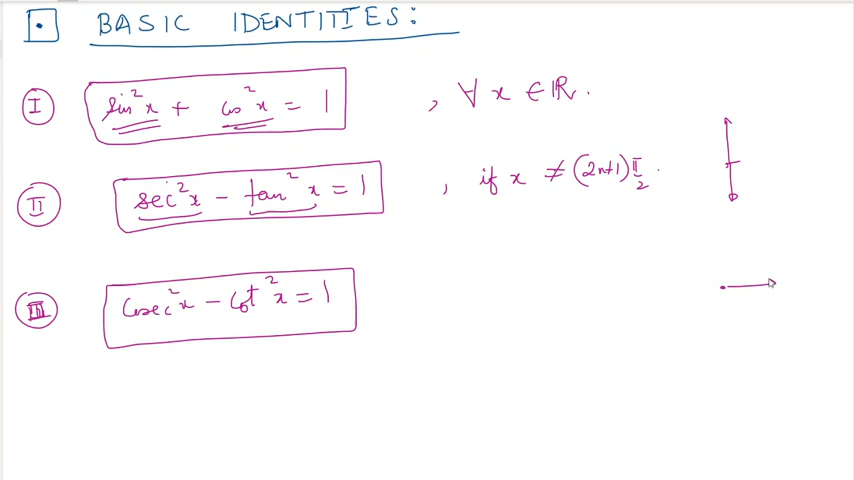 BASIC IDENTITIES:
I sin²x + cos²x = 1 , ∀ x ∈ ℝ.
II sec²x - tan²x = 1 , if x ≠ (2n+1)π/2.
III cosec²x - cot²x = 1